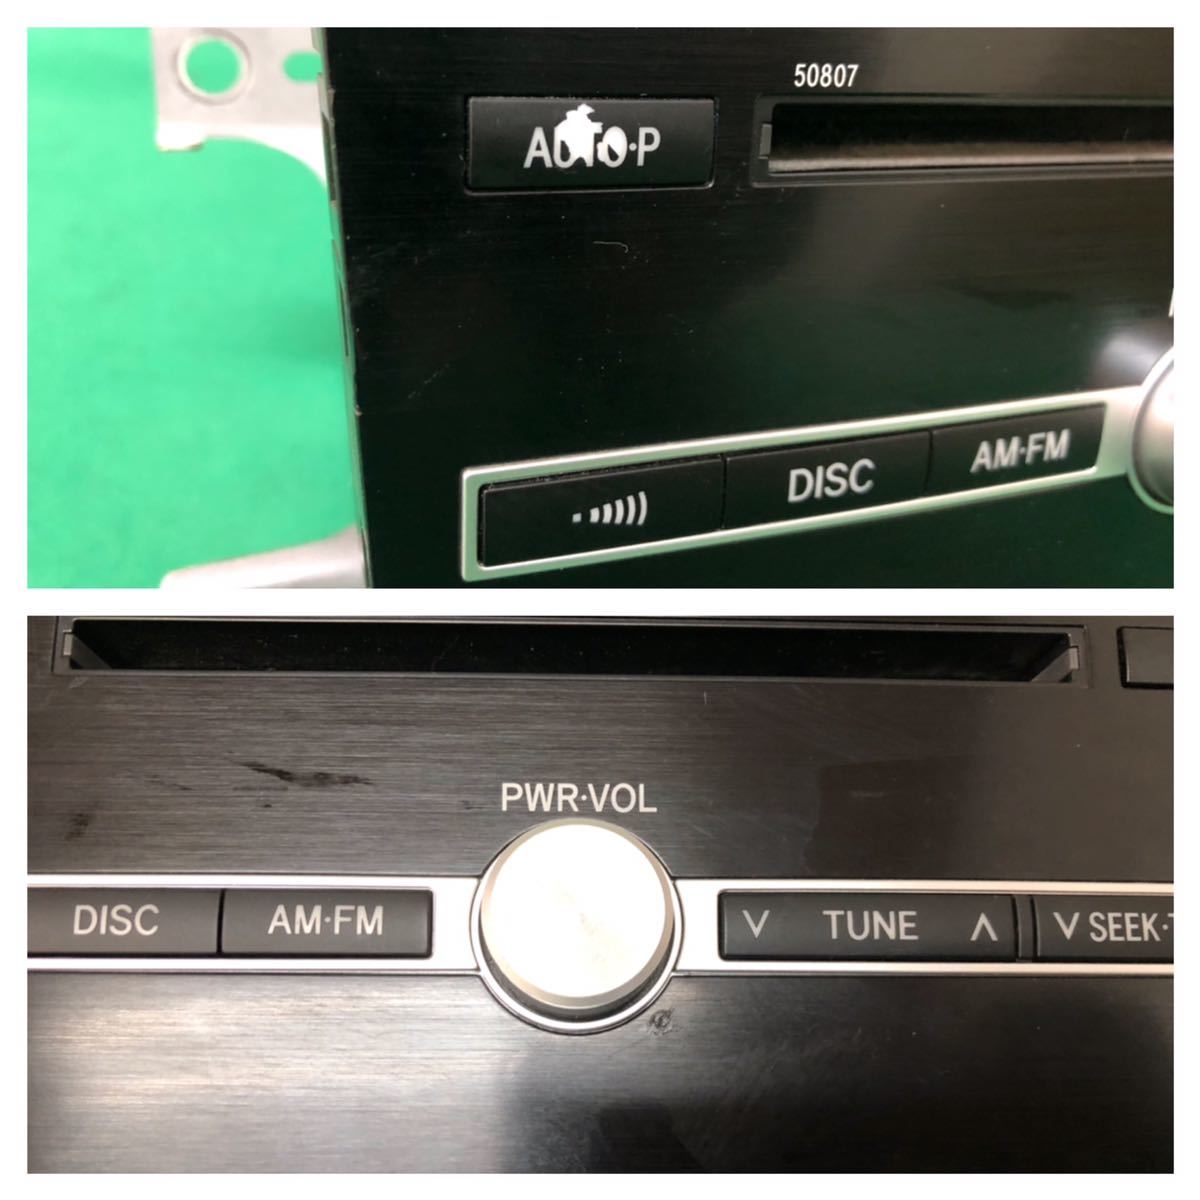 50807
AUTO·P
DISC
AM·FM
PWR·VOL
DISC
AM·FM
∨ TUNE ∧
∨ SEEK·